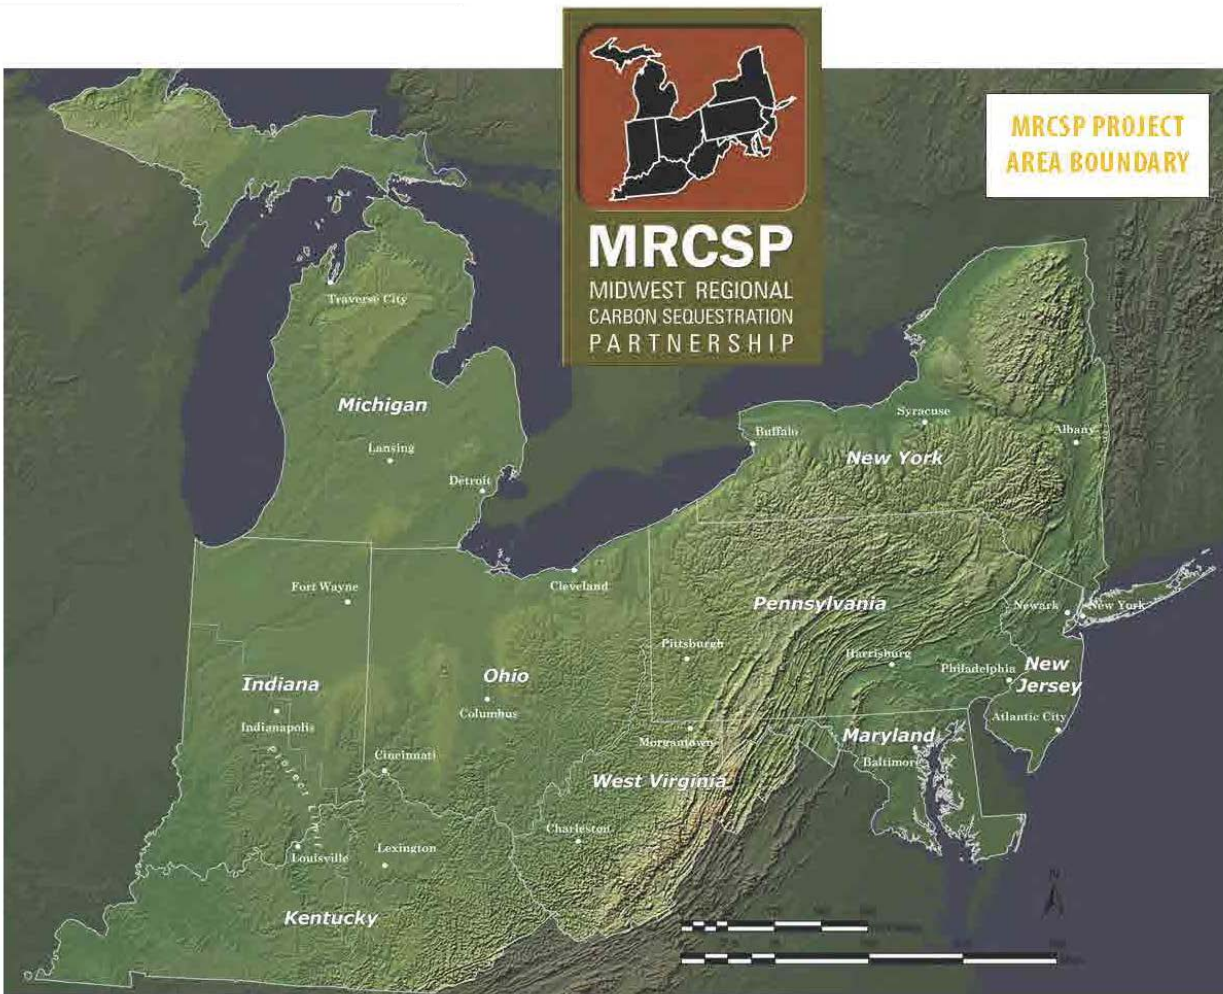 MRCSP PROJECT
AREA BOUNDARY
MRCSP
MIDWEST REGIONAL
CARBON SEQUESTRATION
PARTNERSHIP
Traverse City
Michigan
Lansing
Detroit
Buffalo
Syracuse
Albany
New York
Fort Wayne
Cleveland
Pennsylvania
Newark
New York
Pittsburgh
Harrisburg
Philadelphia
New
Jersey
Indiana
Ohio
Indianapolis
Columbus
Atlantic City
Morgantown
Maryland
Baltimore
Cincinnati
Project Limit
West Virginia
Charleston
Louisville
Lexington
Kentucky
N